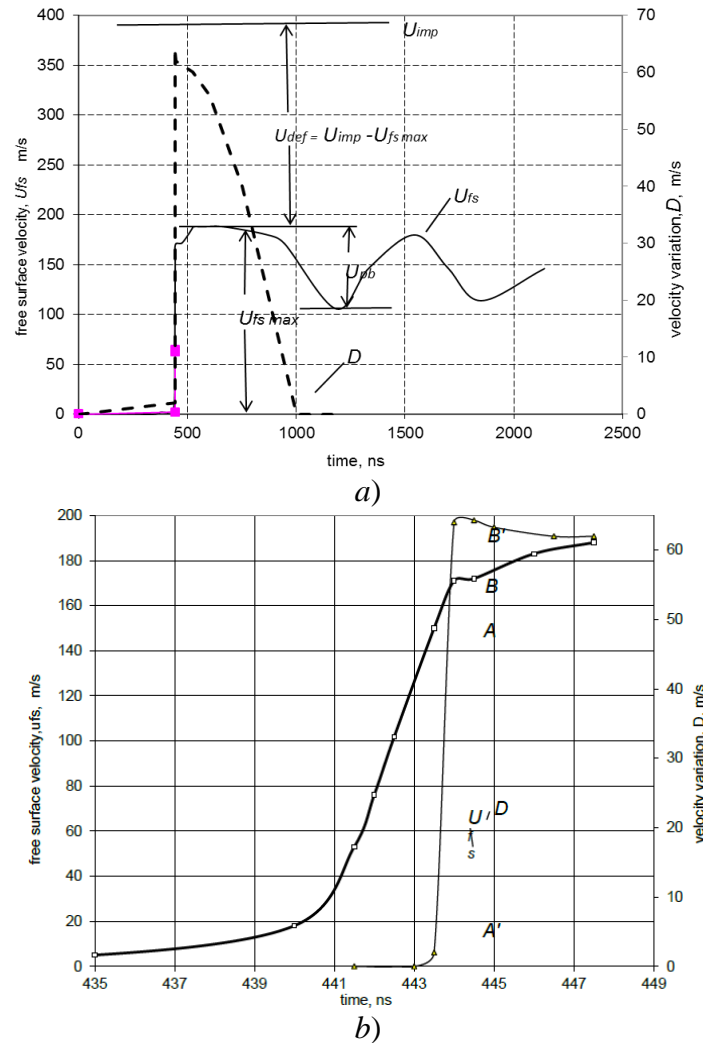 400
350
300
250
200
150
100
50
0
free surface velocity, Ufs m/s
70
60
50
40
30
20
10
0
velocity variation, D, m/s
Uimp
Udef = Uimp -Ufs max
Ufs
Upb
Ufs max
D
0 500 1000 1500 2000 2500
time, ns
a)
200
180
160
140
120
100
80
60
40
20
0
free surface velocity,ufs, m/s
60
50
40
30
20
10
0
velocity variation, D, m/s
B'
B
A
U f s
D
A'
435 437 439 441 443 445 447 449
time, ns
b)